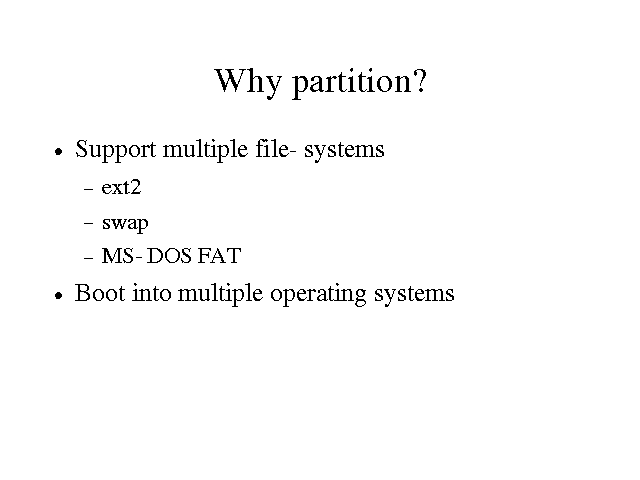 Why partition?
• Support multiple file- systems
– ext2
– swap
– MS- DOS FAT
• Boot into multiple operating systems